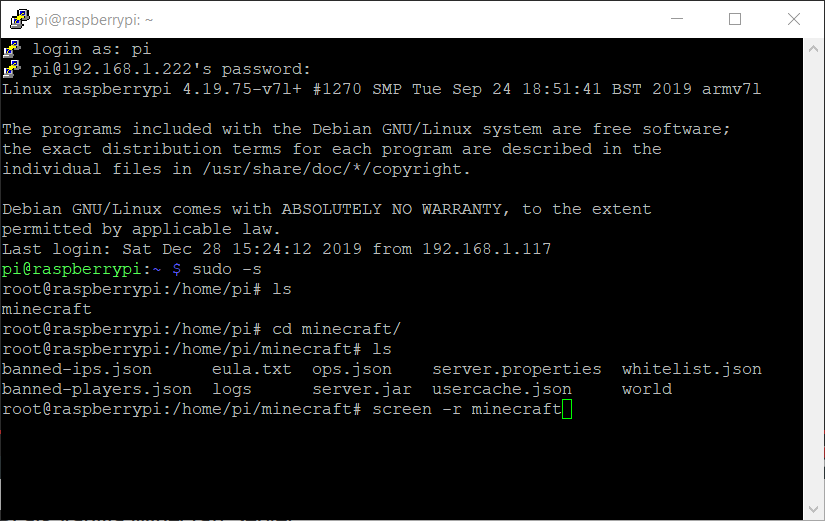 pi@raspberrypi: ~
login as: pi
pi@192.168.1.222's password:
Linux raspberrypi 4.19.75-v7l+ #1270 SMP Tue Sep 24 18:51:41 BST 2019 armv7l
The programs included with the Debian GNU/Linux system are free software;
the exact distribution terms for each program are described in the
individual files in /usr/share/doc/*/copyright.
Debian GNU/Linux comes with ABSOLUTELY NO WARRANTY, to the extent
permitted by applicable law.
Last login: Sat Dec 28 15:24:12 2019 from 192.168.1.117
pi@raspberrypi:~ $ sudo -s
root@raspberrypi:/home/pi# ls
minecraft
root@raspberrypi:/home/pi# cd minecraft/
root@raspberrypi:/home/pi/minecraft# ls
banned-ips.json      eula.txt  ops.json    server.properties  whitelist.json
banned-players.json  logs      server.jar  usercache.json     world
root@raspberrypi:/home/pi/minecraft# screen -r minecraft